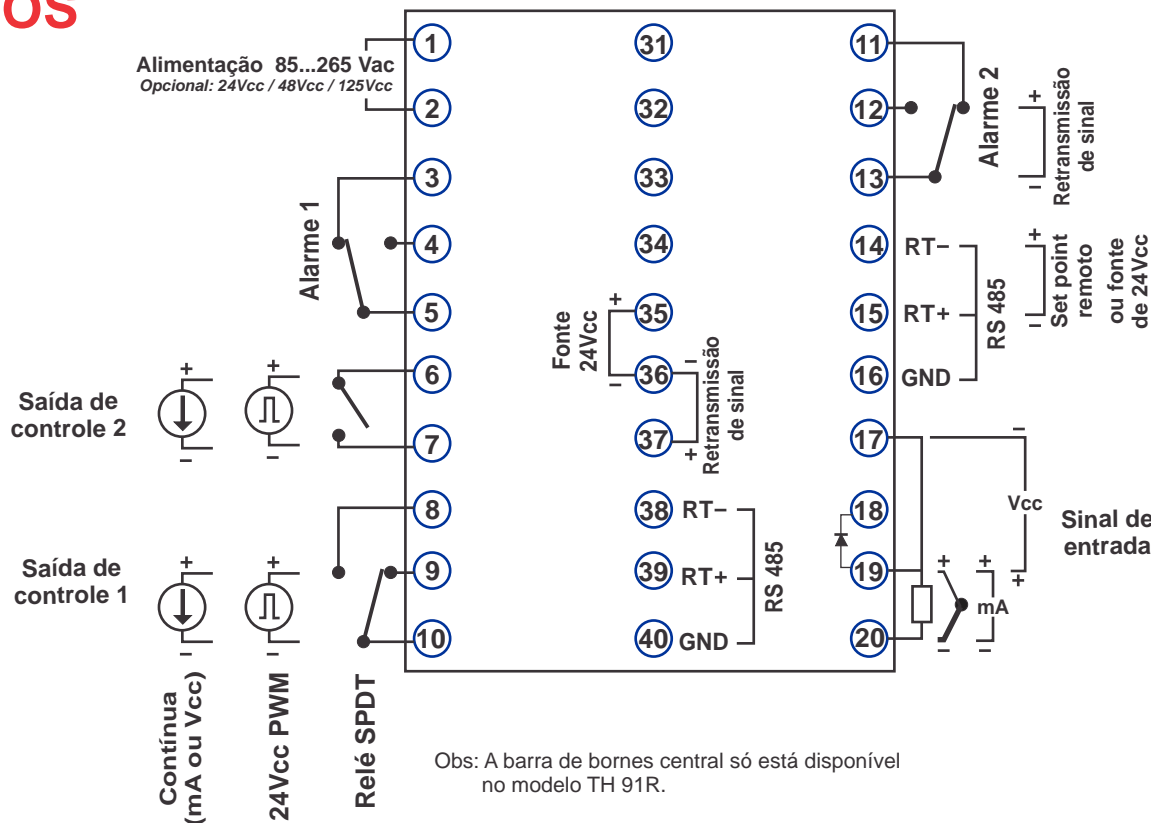 OS
Alimentação 85...265 Vac
Opcional: 24Vcc / 48Vcc / 125Vcc
1
2
3
4
5
6
7
8
9
10
31
32
33
34
35
36
37
38
39
40
11
12
13
14
15
16
17
18
19
20
Alarme 1
Saída de
controle 2
+
−
+
−
Saída de
controle 1
+
−
+
−
Contínua
(mA ou Vcc)
24Vcc PWM
Relé SPDT
Fonte
24Vcc
+
−
Retransmissão
de sinal
−
+
RT−
RT+
GND
RS 485
Alarme 2
+
−
Retransmissão
de sinal
RT−
RT+
GND
RS 485
+
−
Set point
remoto
ou fonte
de 24Vcc
−
Vcc
+
Sinal de
entrada
+
−
+
mA
−
Obs: A barra de bornes central só está disponível
no modelo TH 91R.